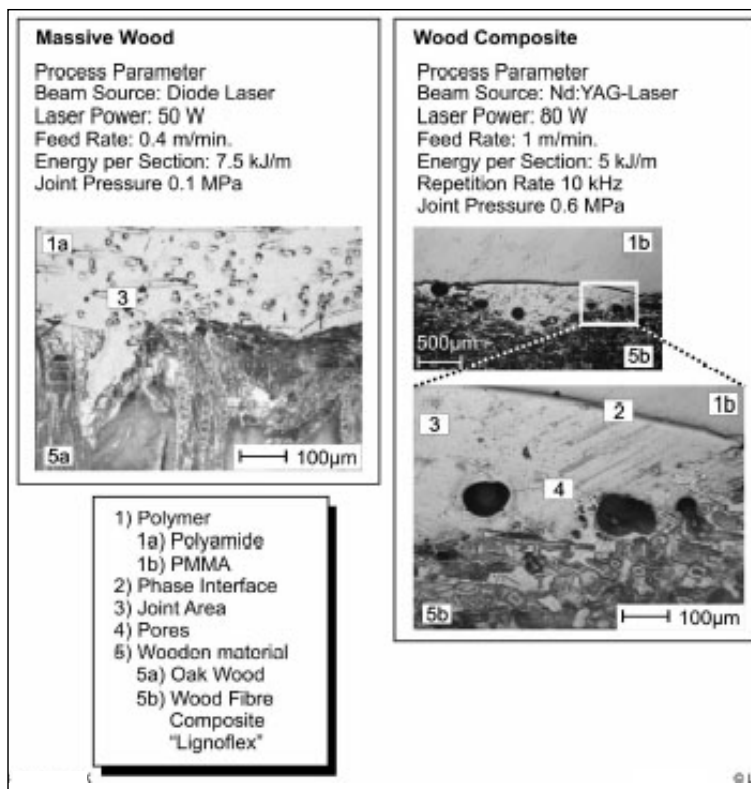 Massive Wood
Process Parameter
Beam Source: Diode Laser
Laser Power: 50 W
Feed Rate: 0.4 m/min.
Energy per Section: 7.5 kJ/m
Joint Pressure 0.1 MPa
1a
3
5a
100µm
Wood Composite
Process Parameter
Beam Source: Nd:YAG-Laser
Laser Power: 80 W
Feed Rate: 1 m/min.
Energy per Section: 5 kJ/m
Repetition Rate 10 kHz
Joint Pressure 0.6 MPa
1b
500µm
5b
3
2
1b
4
5b
100µm
1) Polymer
1a) Polyamide
1b) PMMA
2) Phase Interface
3) Joint Area
4) Pores
5) Wooden material
5a) Oak Wood
5b) Wood Fibre
Composite
"Lignoflex"
©